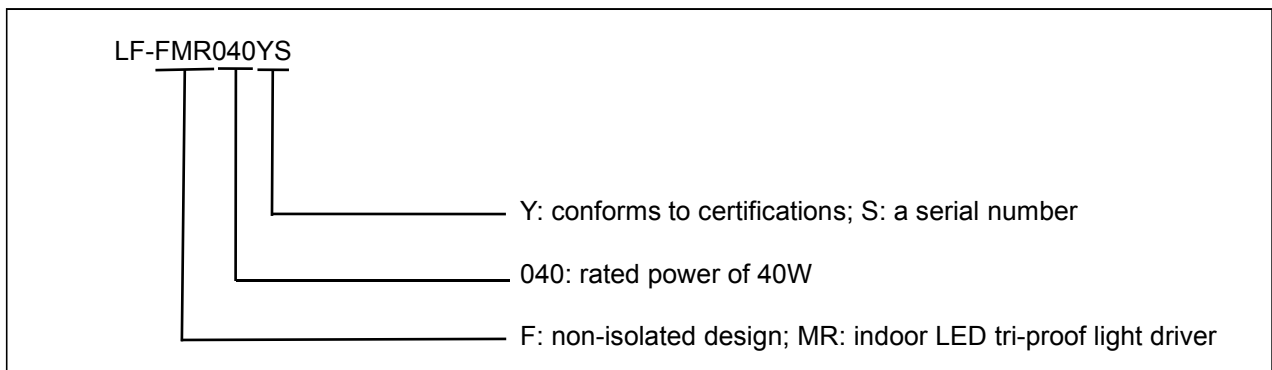 LF-FMR040YS
Y: conforms to certifications; S: a serial number
040: rated power of 40W
F: non-isolated design; MR: indoor LED tri-proof light driver